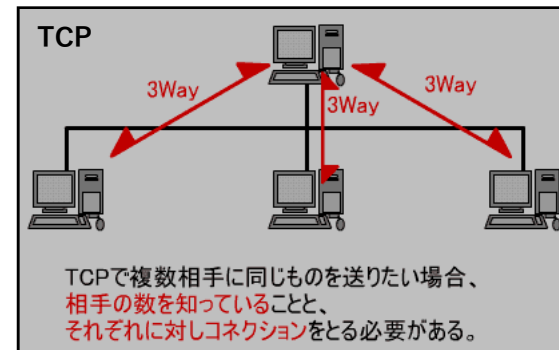 TCP
3Way
3Way
3Way
TCPで複数相手に同じものを送りたい場合、
相手の数を知っていることと、
それぞれに対しコネクションをとる必要がある。